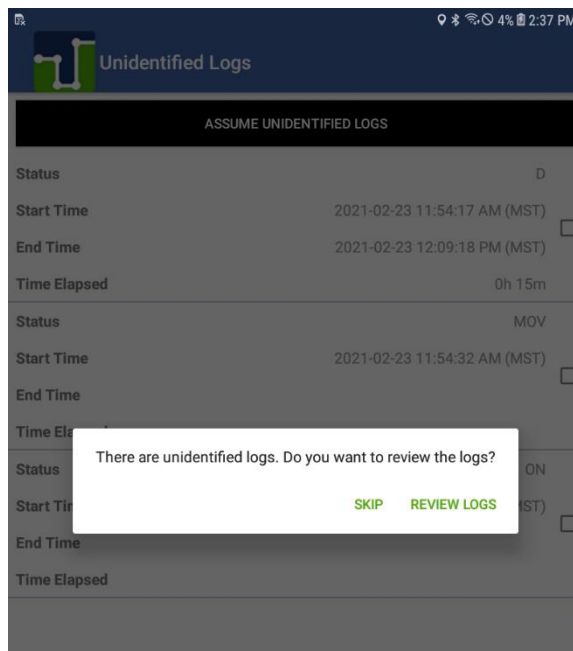 4% 2:37 PM
Unidentified Logs
ASSUME UNIDENTIFIED LOGS
Status D
Start Time 2021-02-23 11:54:17 AM (MST)
End Time 2021-02-23 12:09:18 PM (MST)
Time Elapsed 0h 15m
Status MOV
Start Time 2021-02-23 11:54:32 AM (MST)
End Time
Time
There are unidentified logs. Do you want to review the logs?
Status ON
SKIP REVIEW LOGS
Start
End Time
Time Elapsed